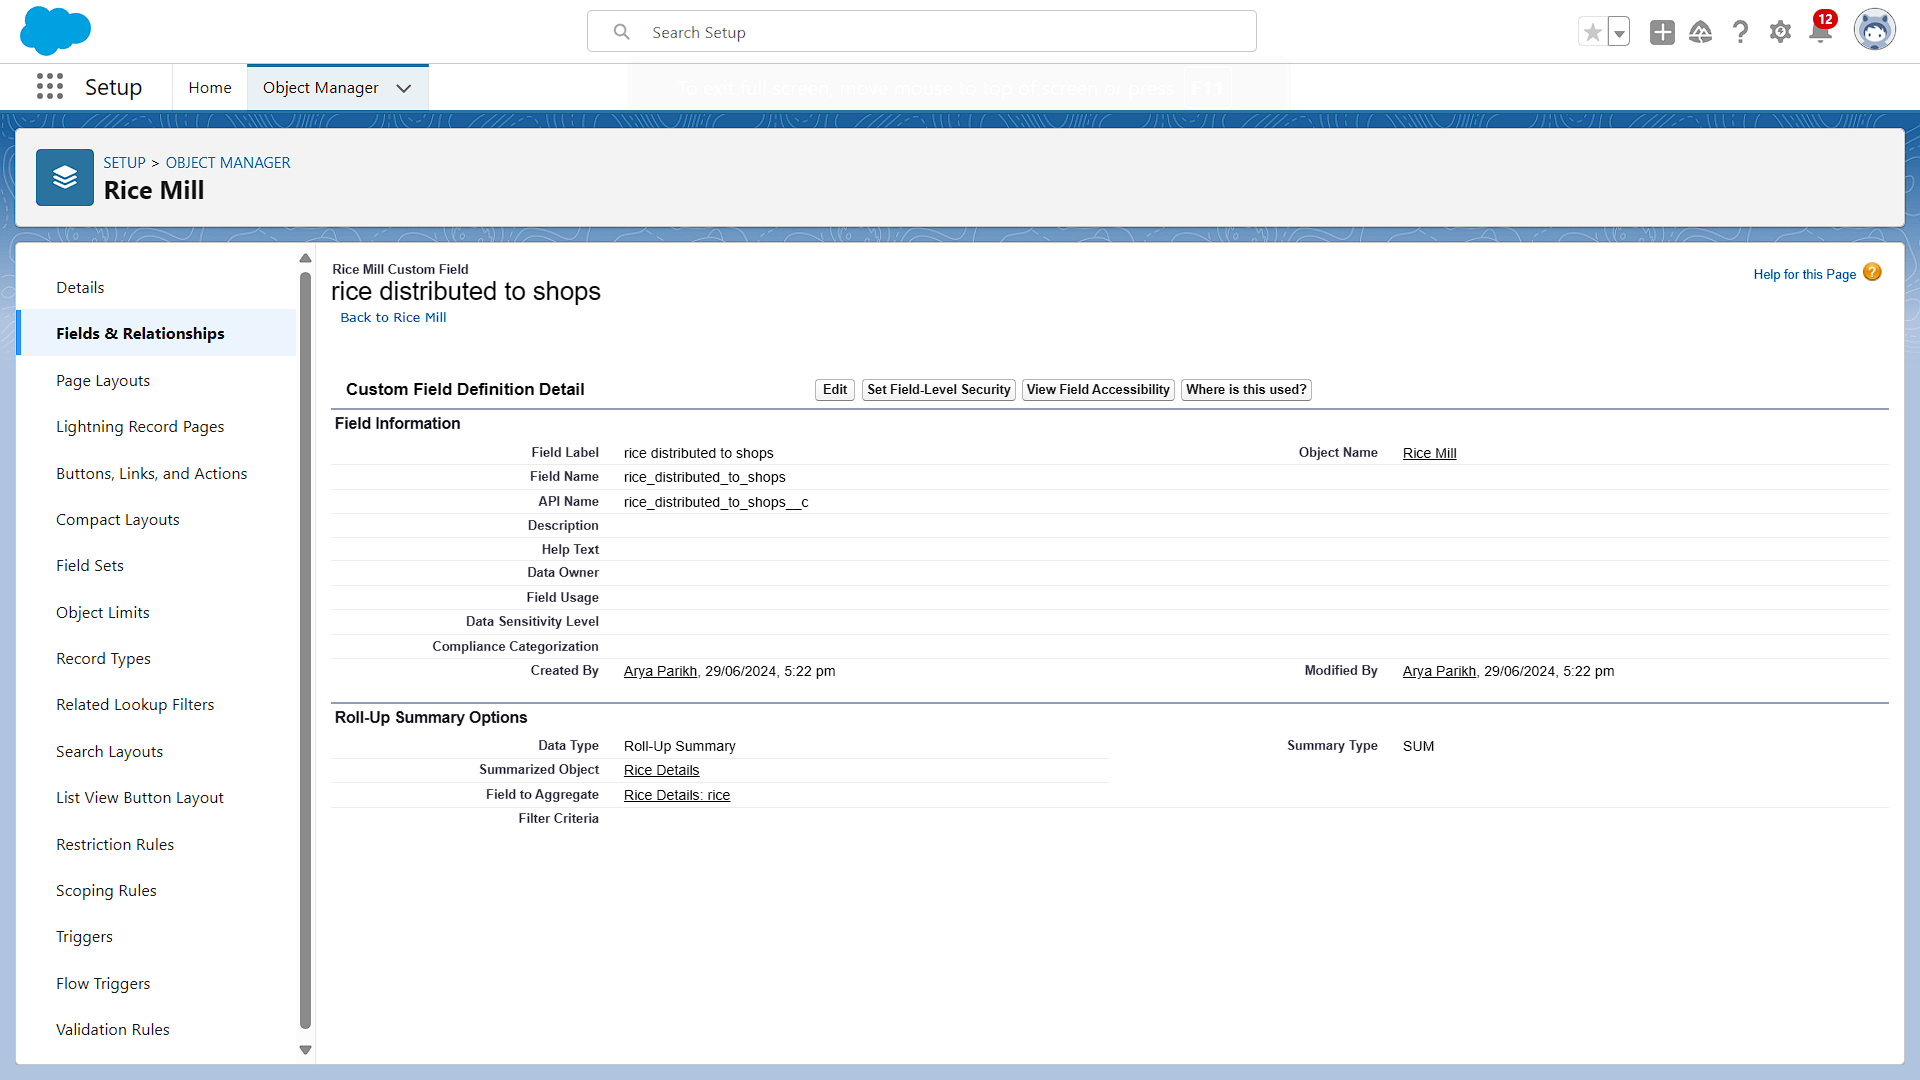 Search Setup
12
Setup
Home
Object Manager
To exit full screen, move mouse to top of screen or press F11
SETUP > OBJECT MANAGER
Rice Mill
Details
Fields & Relationships
Page Layouts
Lightning Record Pages
Buttons, Links, and Actions
Compact Layouts
Field Sets
Object Limits
Record Types
Related Lookup Filters
Search Layouts
List View Button Layout
Restriction Rules
Scoping Rules
Triggers
Flow Triggers
Validation Rules
Rice Mill Custom Field
rice distributed to shops
Back to Rice Mill
Help for this Page ?
Custom Field Definition Detail
Edit
Set Field-Level Security
View Field Accessibility
Where is this used?
Field Information
Field Label rice distributed to shops Object Name Rice Mill
Field Name rice_distributed_to_shops
API Name rice_distributed_to_shops__c
Description
Help Text
Data Owner
Field Usage
Data Sensitivity Level
Compliance Categorization
Created By Arya Parikh, 29/06/2024, 5:22 pm Modified By Arya Parikh, 29/06/2024, 5:22 pm
Roll-Up Summary Options
Data Type Roll-Up Summary Summary Type SUM
Summarized Object Rice Details
Field to Aggregate Rice Details: rice
Filter Criteria